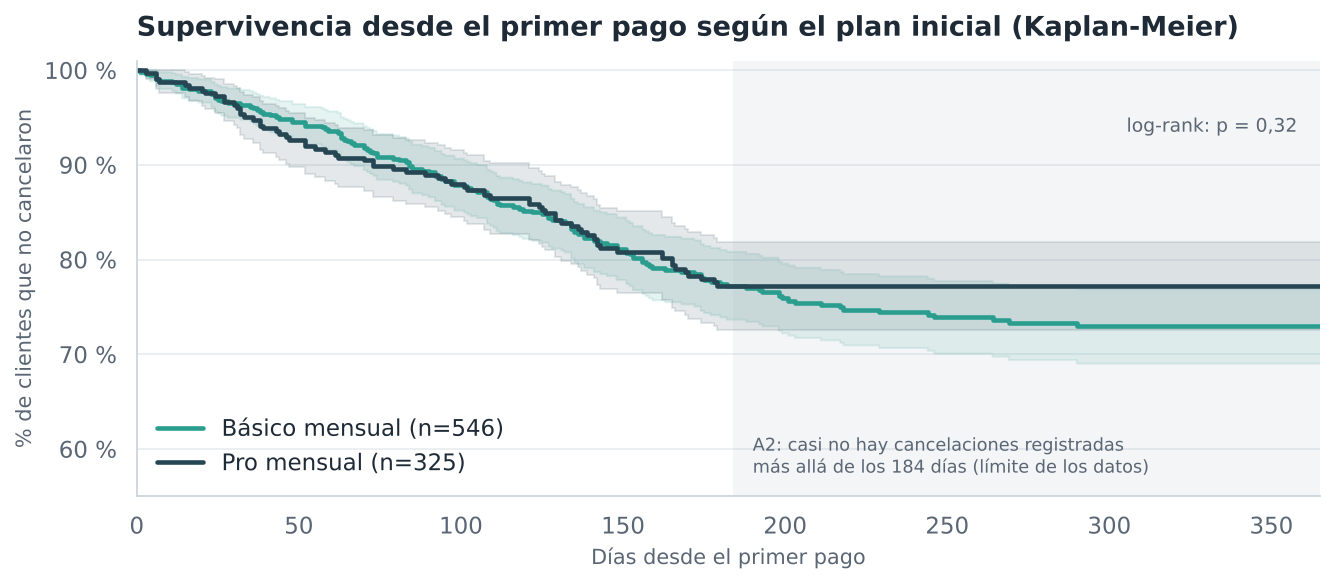 Supervivencia desde el primer pago según el plan inicial (Kaplan-Meier)
% de clientes que no cancelaron
100 %
90 %
80 %
70 %
60 %
log-rank: p = 0,32
Básico mensual (n=546)
Pro mensual (n=325)
A2: casi no hay cancelaciones registradas
más allá de los 184 días (límite de los datos)
0 50 100 150 200 250 300 350
Días desde el primer pago